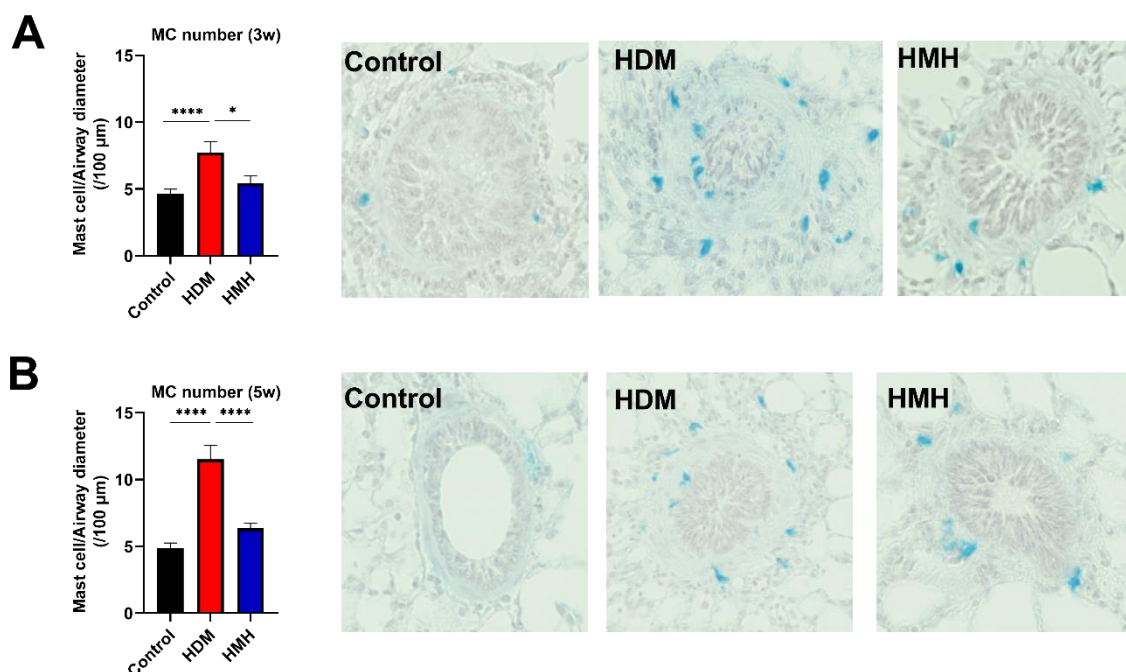 A
MC number (3w)
Mast cell/Airway diameter
(/100 µm)
15
10
5
0
****
*
Control
HDM
HMH
Control
HDM
HMH
B
MC number (5w)
Mast cell/Airway diameter
(/100 µm)
15
10
5
0
****
****
Control
HDM
HMH
Control
HDM
HMH